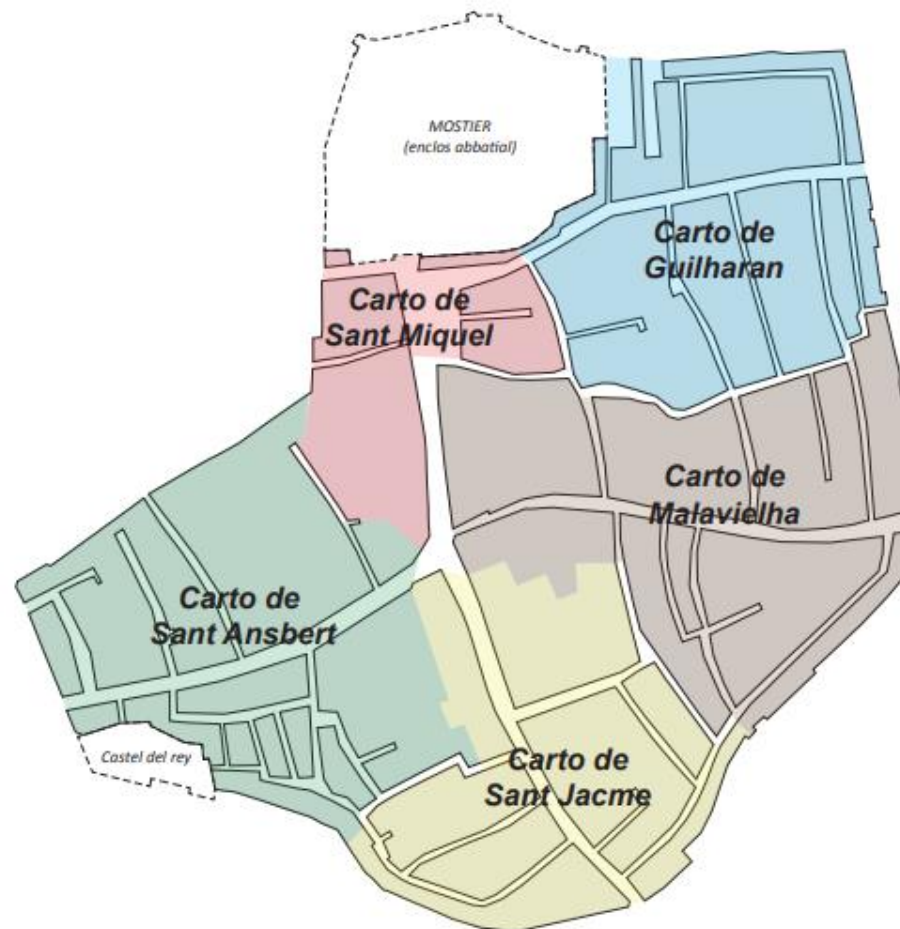 MOSTIER
(enclos abbatial)
Carto de
Guilharan
Carto de
Sant Miquel
Carto de
Malavielha
Carto de
Sant Ansbert
Castel del rey
Carto de
Sant Jacme